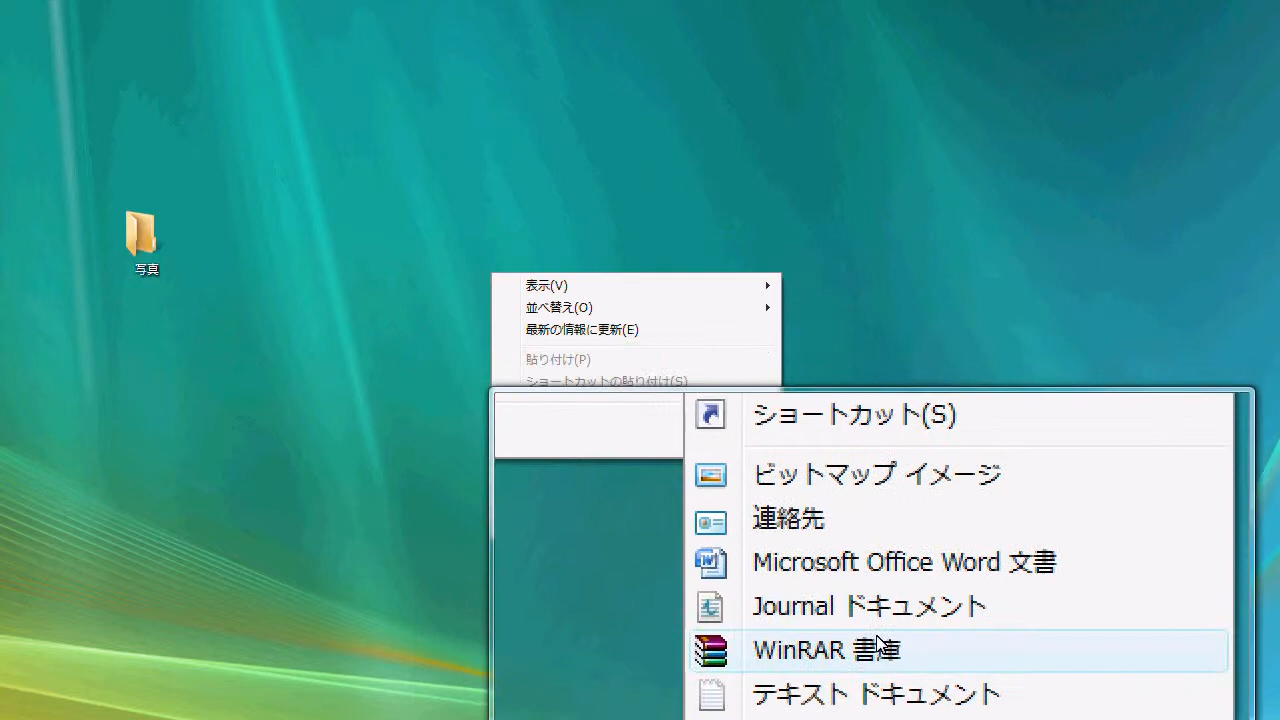 写真
表示(V)
並べ替え(O)
最新の情報に更新(E)
貼り付け(P)
ショートカットの貼り付け(S)
ショートカット(S)
ビットマップ イメージ
連絡先
Microsoft Office Word 文書
Journal ドキュメント
WinRAR 書庫
テキスト ドキュメント